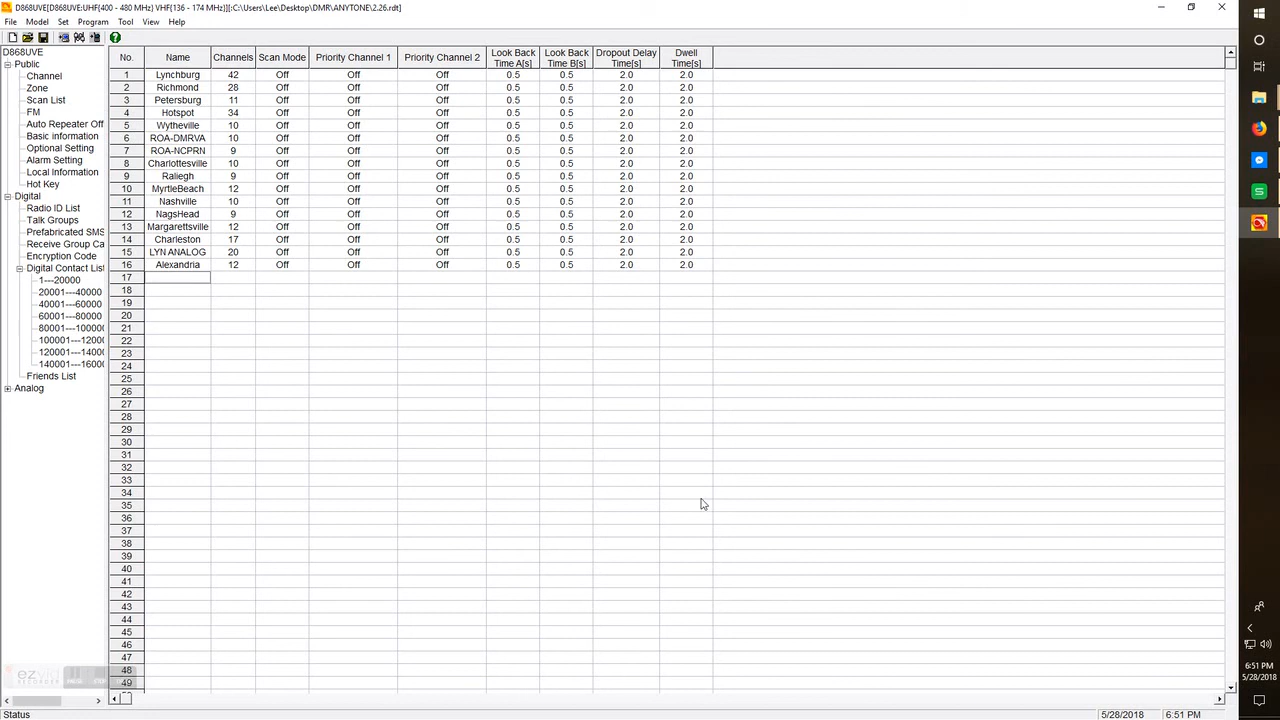 D868UVE[D868UVE:UHF(400 - 480 MHz) VHF(136 - 174 MHz)][:C:\Users\Lee\Desktop\DMR\ANYTONE\2.26.rdt]
File Model Set Program Tool View Help
D868UVE
Public
Channel
Zone
Scan List
FM
Auto Repeater Off
Basic information
Optional Setting
Alarm Setting
Local Information
Hot Key
Digital
Radio ID List
Talk Groups
Prefabricated SMS
Receive Group Ca
Encryption Code
Digital Contact List
1---20000
20001---40000
40001---60000
60001---80000
80001---100000
100001---12000
120001---14000
140001---16000
Friends List
Analog
No. Name Channels Scan Mode Priority Channel 1 Priority Channel 2 Look Back Time A[s] Look Back Time B[s] Dropout Delay Time[s] Dwell Time[s]
1 Lynchburg 42 Off Off Off 0.5 0.5 2.0 2.0
2 Richmond 28 Off Off Off 0.5 0.5 2.0 2.0
3 Petersburg 11 Off Off Off 0.5 0.5 2.0 2.0
4 Hotspot 34 Off Off Off 0.5 0.5 2.0 2.0
5 Wytheville 10 Off Off Off 0.5 0.5 2.0 2.0
6 ROA-DMRVA 10 Off Off Off 0.5 0.5 2.0 2.0
7 ROA-NCPRN 9 Off Off Off 0.5 0.5 2.0 2.0
8 Charlottesville 10 Off Off Off 0.5 0.5 2.0 2.0
9 Raliegh 9 Off Off Off 0.5 0.5 2.0 2.0
10 MyrtleBeach 12 Off Off Off 0.5 0.5 2.0 2.0
11 Nashville 10 Off Off Off 0.5 0.5 2.0 2.0
12 NagsHead 9 Off Off Off 0.5 0.5 2.0 2.0
13 Margarettsville 12 Off Off Off 0.5 0.5 2.0 2.0
14 Charleston 17 Off Off Off 0.5 0.5 2.0 2.0
15 LYN ANALOG 20 Off Off Off 0.5 0.5 2.0 2.0
16 Alexandria 12 Off Off Off 0.5 0.5 2.0 2.0
17
18
19
20
21
22
23
24
25
26
27
28
29
30
31
32
33
34
35
36
37
38
39
40
41
42
43
44
45
46
47
48
49
ezvid
RECORDER
PAUSE STOP
Status 5/28/2018 6:51 PM
6:51 PM
5/28/2018